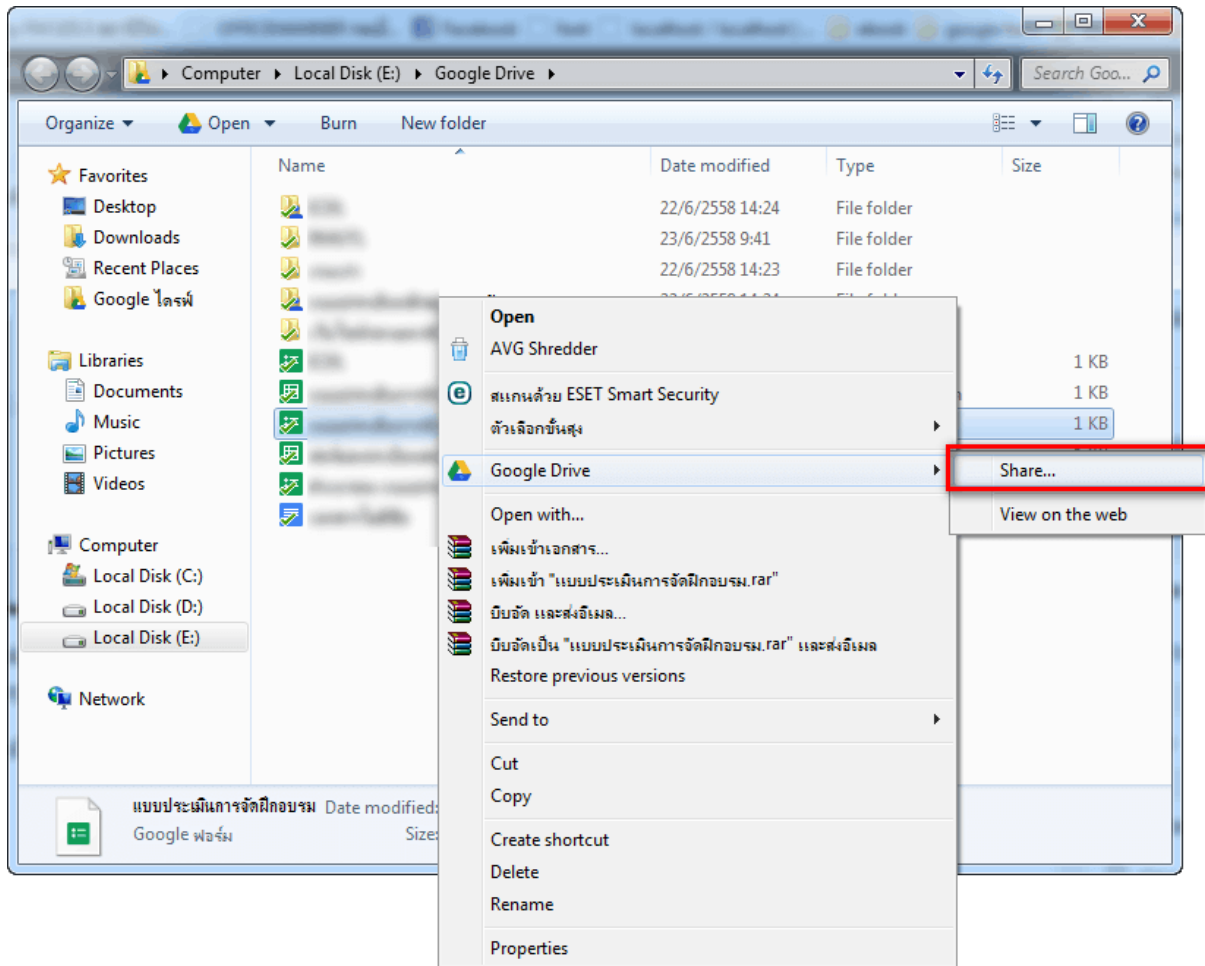 Computer ▸ Local Disk (E:) ▸ Google Drive ▸
Search Goo...
Organize Open Burn New folder
Name Date modified Type Size
Favorites
Desktop
Downloads
Recent Places
Google ไดรฟ์
Libraries
Documents
Music
Pictures
Videos
Computer
Local Disk (C:)
Local Disk (D:)
Local Disk (E:)
Network
22/6/2558 14:24 File folder
23/6/2558 9:41 File folder
22/6/2558 14:23 File folder
1 KB
1 KB
1 KB
Open
AVG Shredder
สแกนด้วย ESET Smart Security
ตัวเลือกขั้นสูง
Google Drive
Share...
View on the web
Open with...
เพิ่มเข้าเอกสาร...
เพิ่มเข้า "แบบประเมินการจัดฝึกอบรม.rar"
บีบอัด และส่งอีเมล...
บีบอัดเป็น "แบบประเมินการจัดฝึกอบรม.rar" และส่งอีเมล
Restore previous versions
Send to
Cut
Copy
Create shortcut
Delete
Rename
Properties
แบบประเมินการจัดฝึกอบรม Date modified:
Google ฟอร์ม Size: